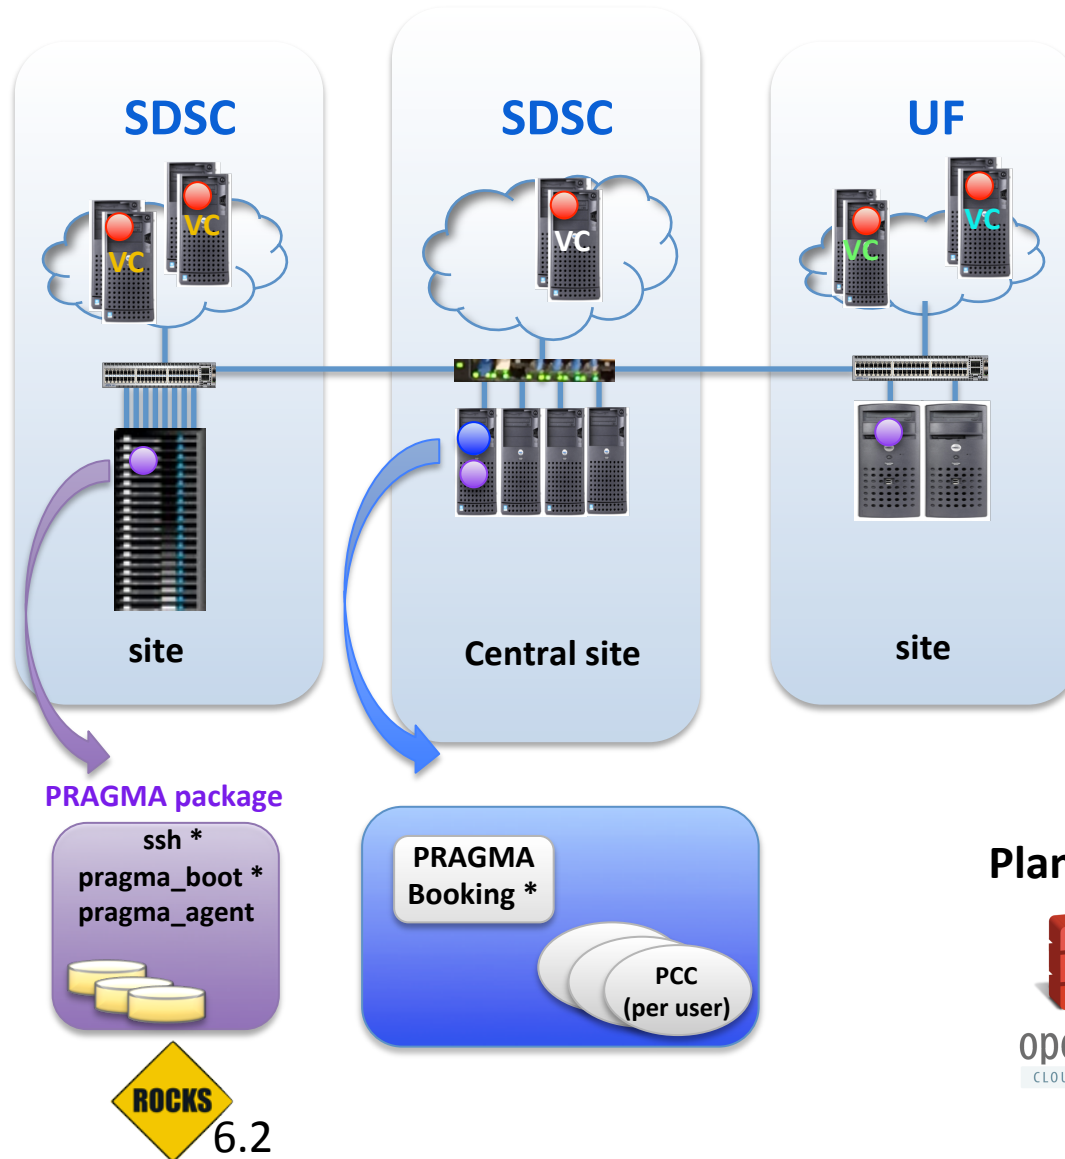 SDSC
SDSC
UF
VC
VC
VC
VC
VC
site
Central site
site
PRAGMA package
ssh *
pragma_boot *
pragma_agent
PRAGMA
Booking *
PCC
(per user)
ROCKS
6.2